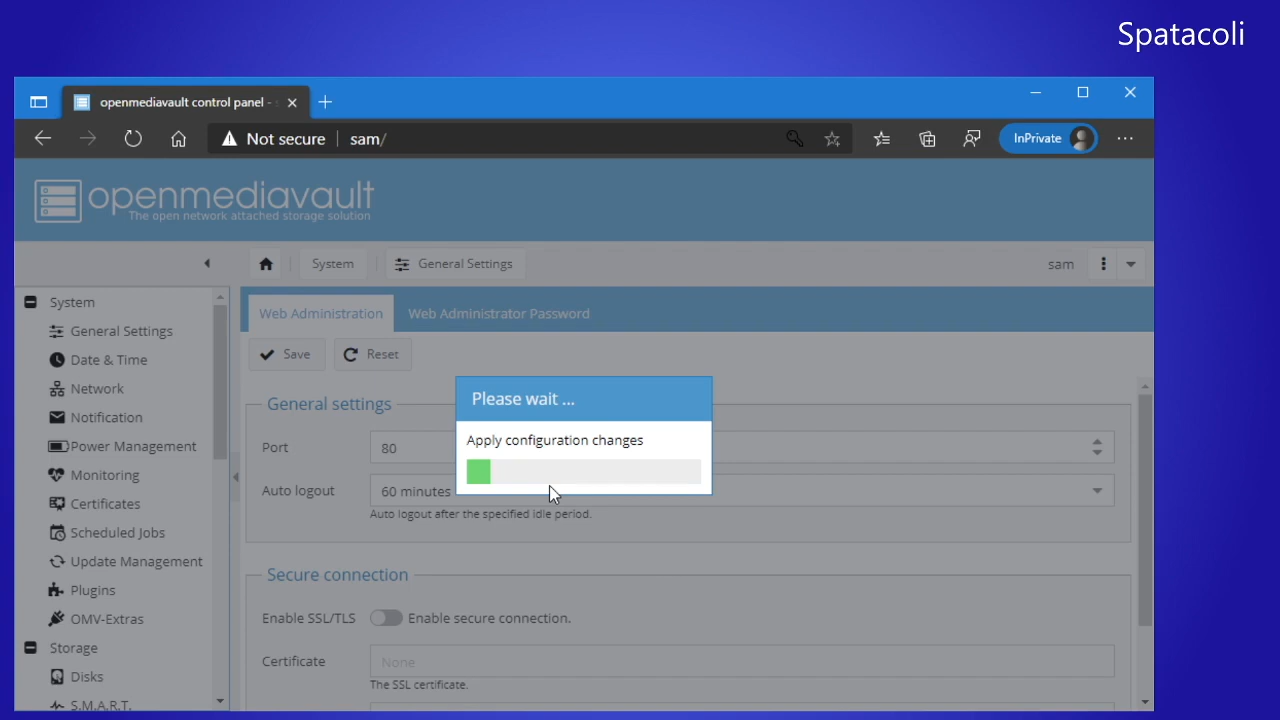 Spatacoli
openmediavault control panel -
Not secure
sam/
InPrivate
openmediavault
The open network attached storage solution
System
General Settings
sam
System
General Settings
Date & Time
Network
Notification
Power Management
Monitoring
Certificates
Scheduled Jobs
Update Management
Plugins
OMV-Extras
Storage
Disks
S.M.A.R.T.
Web Administration
Web Administrator Password
Save
Reset
General settings
Port
80
Auto logout
60 minutes
Auto logout after the specified idle period.
Please wait ...
Apply configuration changes
Secure connection
Enable SSL/TLS
Enable secure connection.
Certificate
None
The SSL certificate.